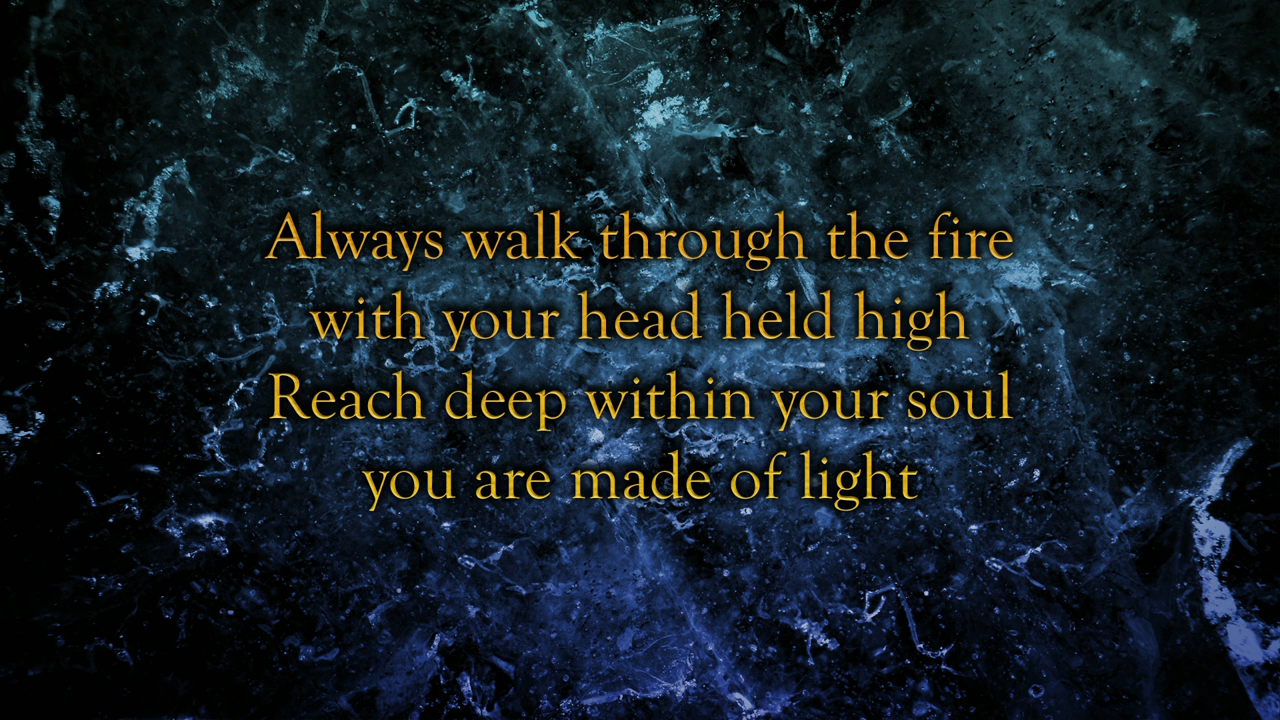 Always walk through the fire
with your head held high
Reach deep within your soul
you are made of light